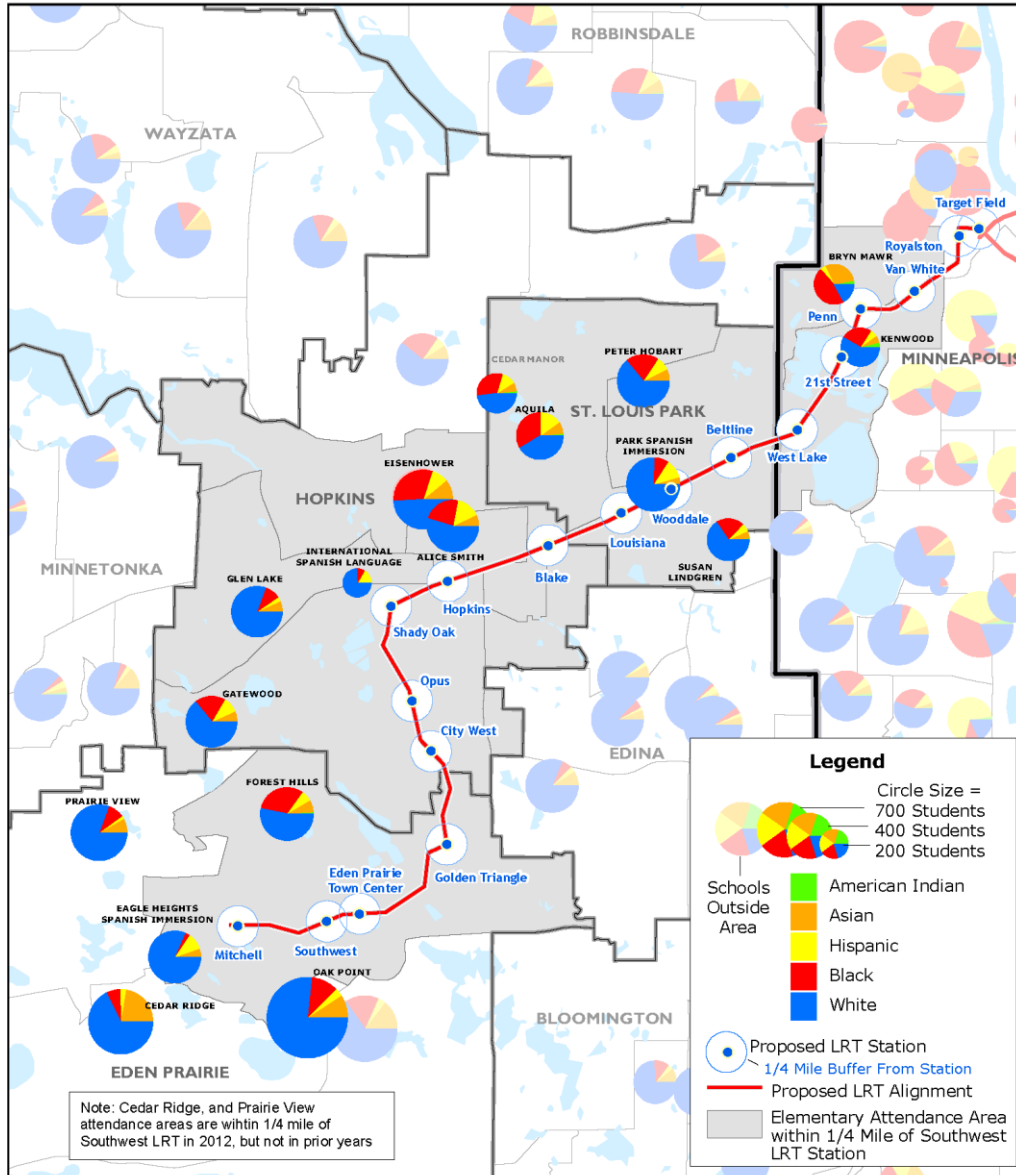 ROBBINSDALE
WAYZATA
Target Field
Royalston
BRYN MAWR
Van White
Penn
KENWOOD
MINNEAPOLIS
21st Street
PETER HOBART
CEDAR MANOR
ST. LOUIS PARK
AQUILA
Beltline
West Lake
PARK SPANISH
IMMERSION
EISENHOWER
HOPKINS
Wooddale
Louisiana
INTERNATIONAL
SPANISH LANGUAGE
ALICE SMITH
Blake
SUSAN
LINDGREN
MINNETONKA
GLEN LAKE
Hopkins
Shady Oak
GATEWOOD
Opus
City West
EDINA
FOREST HILLS
PRAIRIE VIEW
Golden Triangle
Eden Prairie
Town Center
EAGLE HEIGHTS
SPANISH IMMERSION
Mitchell
Southwest
OAK POINT
CEDAR RIDGE
BLOOMINGTON
EDEN PRAIRIE
Note: Cedar Ridge, and Prairie View
attendance areas are whithin 1/4 mile of
Southwest LRT in 2012, but not in prior years
Legend
Circle Size =
700 Students
400 Students
200 Students
Schools
Outside
Area
American Indian
Asian
Hispanic
Black
White
Proposed LRT Station
1/4 Mile Buffer From Station
Proposed LRT Alignment
Elementary Attendance Area
within 1/4 Mile of Southwest
LRT Station